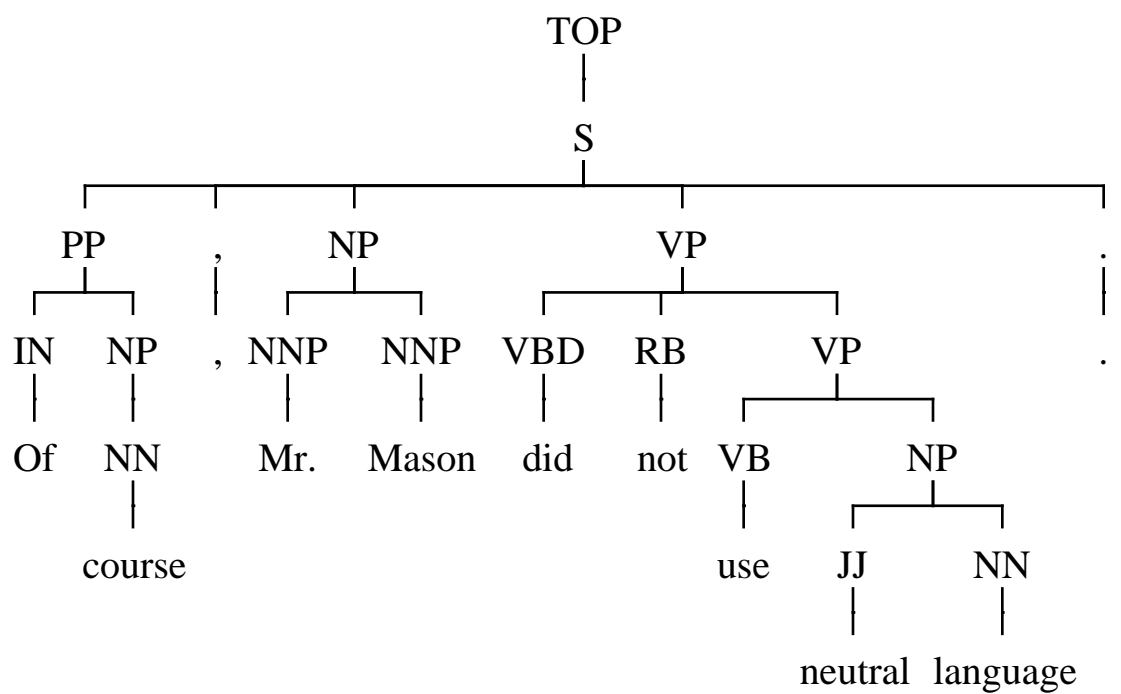 TOP
S
PP , NP VP .
IN NP , NNP NNP VBD RB VP .
Of NN Mr. Mason did not VB NP
course use JJ NN
neutral language